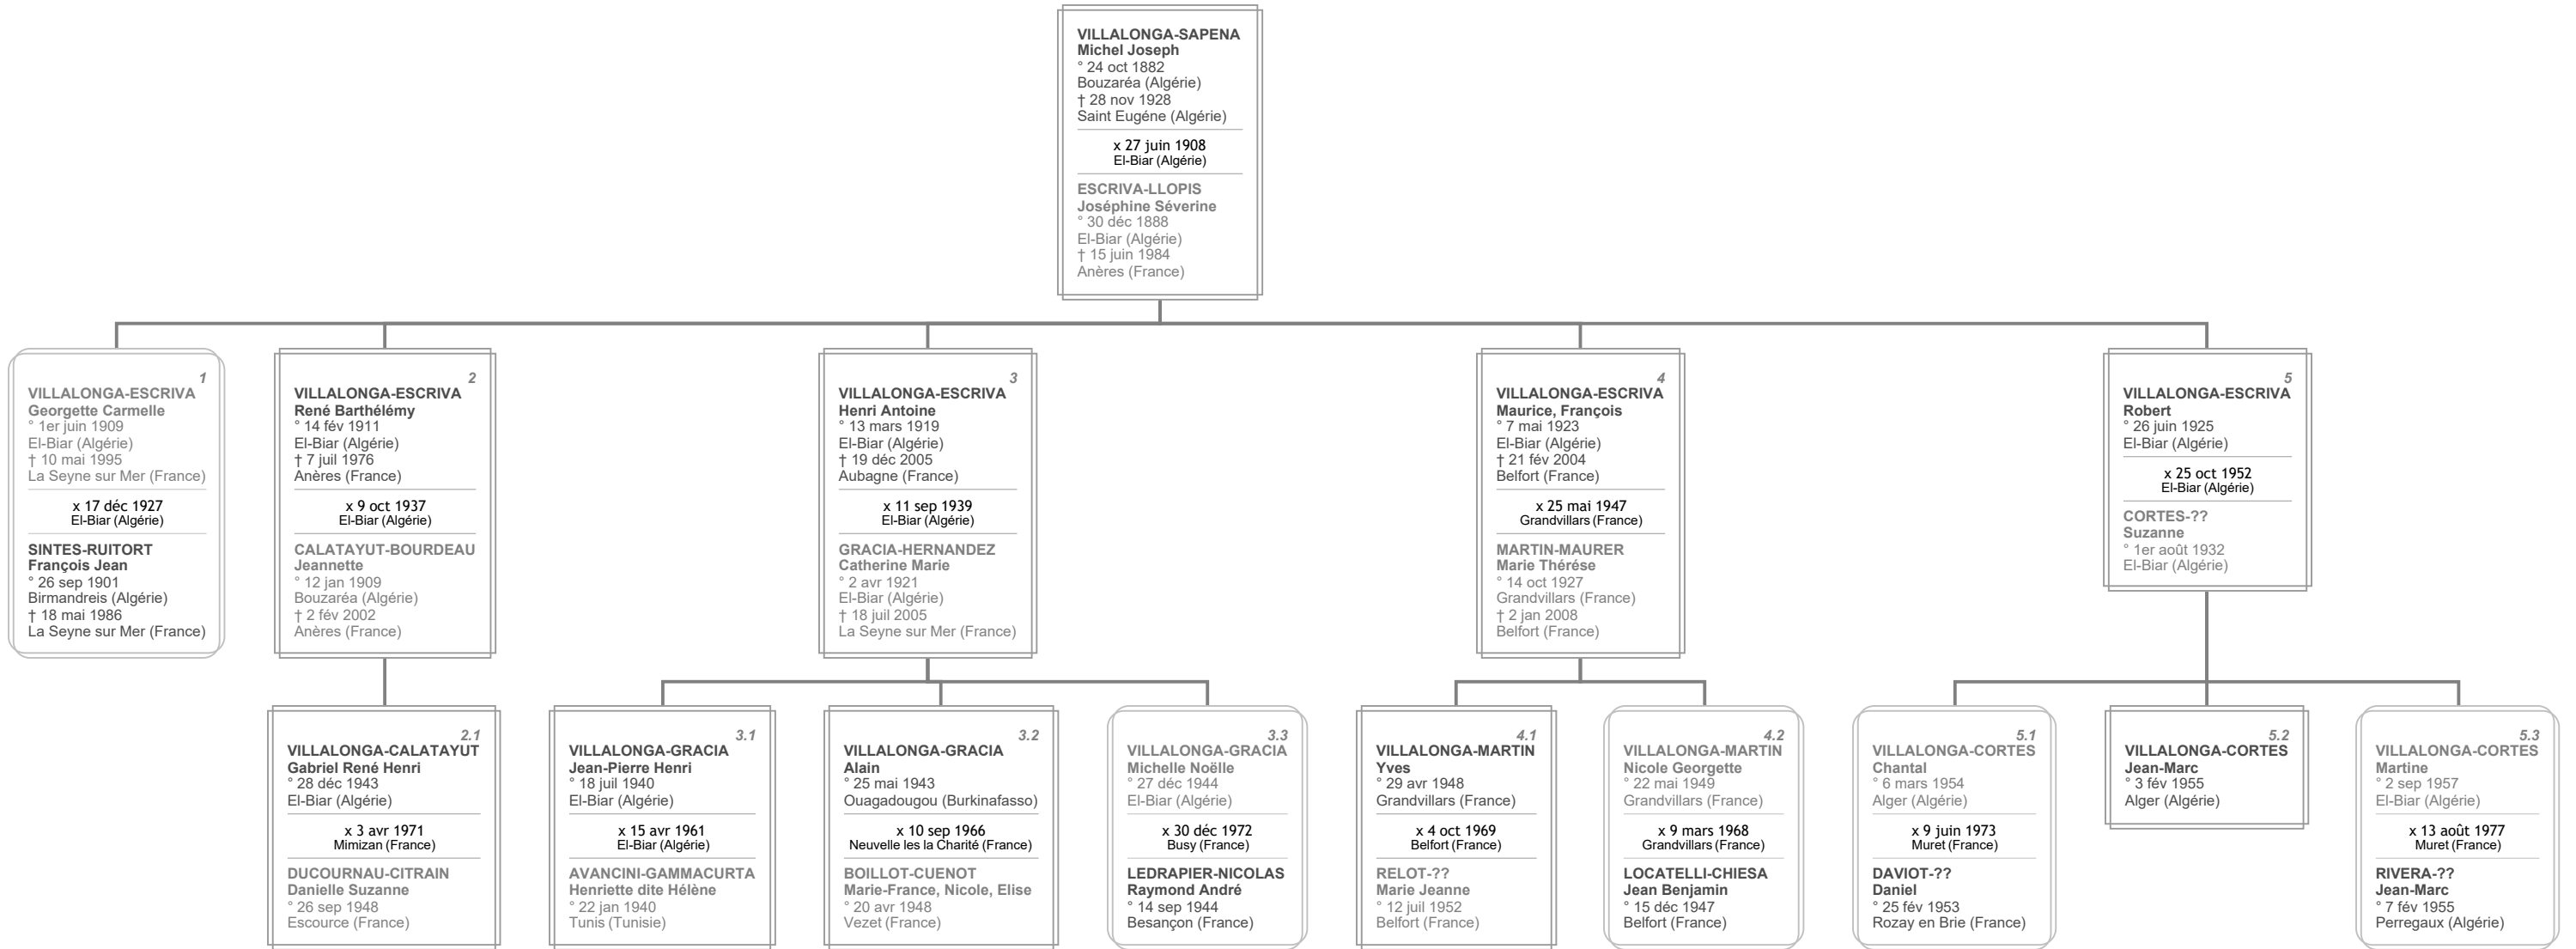 VILLALONGA-SAPENA
Michel Joseph
° 24 oct 1882
Bouzaréa (Algérie)
† 28 nov 1928
Saint Eugéne (Algérie)
x 27 juin 1908
El-Biar (Algérie)
ESCRIVA-LLOPIS
Joséphine Séverine
° 30 déc 1888
El-Biar (Algérie)
† 15 juin 1984
Anères (France)
1
VILLALONGA-ESCRIVA
Georgette Carmelle
° 1er juin 1909
El-Biar (Algérie)
† 10 mai 1995
La Seyne sur Mer (France)
x 17 déc 1927
El-Biar (Algérie)
SINTES-RUITORT
François Jean
° 26 sep 1901
Birmandreis (Algérie)
† 18 mai 1986
La Seyne sur Mer (France)
2
VILLALONGA-ESCRIVA
René Barthélémy
° 14 fév 1911
El-Biar (Algérie)
† 7 juil 1976
Anères (France)
x 9 oct 1937
El-Biar (Algérie)
CALATAYUT-BOURDEAU
Jeannette
° 12 jan 1909
Bouzaréa (Algérie)
† 2 fév 2002
Anères (France)
3
VILLALONGA-ESCRIVA
Henri Antoine
° 13 mars 1919
El-Biar (Algérie)
† 19 déc 2005
Aubagne (France)
x 11 sep 1939
El-Biar (Algérie)
GRACIA-HERNANDEZ
Catherine Marie
° 2 avr 1921
El-Biar (Algérie)
† 18 juil 2005
La Seyne sur Mer (France)
4
VILLALONGA-ESCRIVA
Maurice, François
° 7 mai 1923
El-Biar (Algérie)
† 21 fév 2004
Belfort (France)
x 25 mai 1947
Grandvillars (France)
MARTIN-MAURER
Marie Thérése
° 14 oct 1927
Grandvillars (France)
† 2 jan 2008
Belfort (France)
5
VILLALONGA-ESCRIVA
Robert
° 26 juin 1925
El-Biar (Algérie)
x 25 oct 1952
El-Biar (Algérie)
CORTES-??
Suzanne
° 1er août 1932
El-Biar (Algérie)
2.1
VILLALONGA-CALATAYUT
Gabriel René Henri
° 28 déc 1943
El-Biar (Algérie)
x 3 avr 1971
Mimizan (France)
DUCOURNAU-CITRAIN
Danielle Suzanne
° 26 sep 1948
Escource (France)
3.1
VILLALONGA-GRACIA
Jean-Pierre Henri
° 18 juil 1940
El-Biar (Algérie)
x 15 avr 1961
El-Biar (Algérie)
AVANCINI-GAMMACURTA
Henriette dite Hélène
° 22 jan 1940
Tunis (Tunisie)
3.2
VILLALONGA-GRACIA
Alain
° 25 mai 1943
Ouagadougou (Burkinafasso)
x 10 sep 1966
Neuvelle les la Charité (France)
BOILLOT-CUENOT
Marie-France, Nicole, Elise
° 20 avr 1948
Vezet (France)
3.3
VILLALONGA-GRACIA
Michelle Noëlle
° 27 déc 1944
El-Biar (Algérie)
x 30 déc 1972
Busy (France)
LEDRAPIER-NICOLAS
Raymond André
° 14 sep 1944
Besançon (France)
4.1
VILLALONGA-MARTIN
Yves
° 29 avr 1948
Grandvillars (France)
x 4 oct 1969
Belfort (France)
RELOT-??
Marie Jeanne
° 12 juil 1952
Belfort (France)
4.2
VILLALONGA-MARTIN
Nicole Georgette
° 22 mai 1949
Grandvillars (France)
x 9 mars 1968
Grandvillars (France)
LOCATELLI-CHIESA
Jean Benjamin
° 15 déc 1947
Belfort (France)
5.1
VILLALONGA-CORTES
Chantal
° 6 mars 1954
Alger (Algérie)
x 9 juin 1973
Muret (France)
DAVIOT-??
Daniel
° 25 fév 1953
Rozay en Brie (France)
5.2
VILLALONGA-CORTES
Jean-Marc
° 3 fév 1955
Alger (Algérie)
5.3
VILLALONGA-CORTES
Martine
° 2 sep 1957
El-Biar (Algérie)
x 13 août 1977
Muret (France)
RIVERA-??
Jean-Marc
° 7 fév 1955
Perregaux (Algérie)